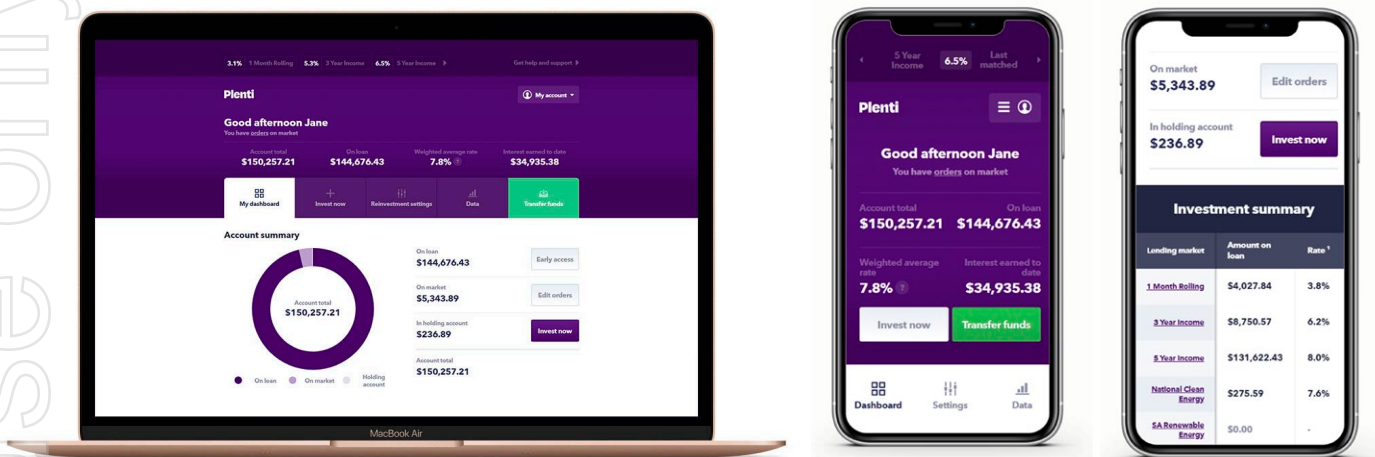 3.1% 1 Month Rolling 5.3% 3 Year Income 6.5% 5 Year Income
Get help and support
Plenti
My account
Good afternoon Jane
You have orders on market
Account total On loan Weighted average rate Interest earned to date
$150,257.21 $144,676.43 7.8% ? $34,935.38
My dashboard Invest now Reinvestment settings Data Transfer funds
Account summary
Account total
$150,257.21
On loan On market Holding account
On loan
$144,676.43
Early access
On market
$5,343.89
Edit orders
In holding account
$236.89
Invest now
Account total
$150,257.21
MacBook Air
5 Year Income 6.5% Last matched
Plenti
Good afternoon Jane
You have orders on market
Account total On loan
$150,257.21 $144,676.43
Weighted average rate Interest earned to date
7.8% ? $34,935.38
Invest now Transfer funds
Dashboard Settings Data
On market
$5,343.89
Edit orders
In holding account
$236.89
Invest now
Investment summary
Lending market Amount on loan Rate
1 Month Rolling $4,027.84 3.8%
3 Year Income $8,750.57 6.2%
5 Year Income $131,622.43 8.0%
National Clean Energy $275.59 7.6%
SA Renewable Energy $0.00 -